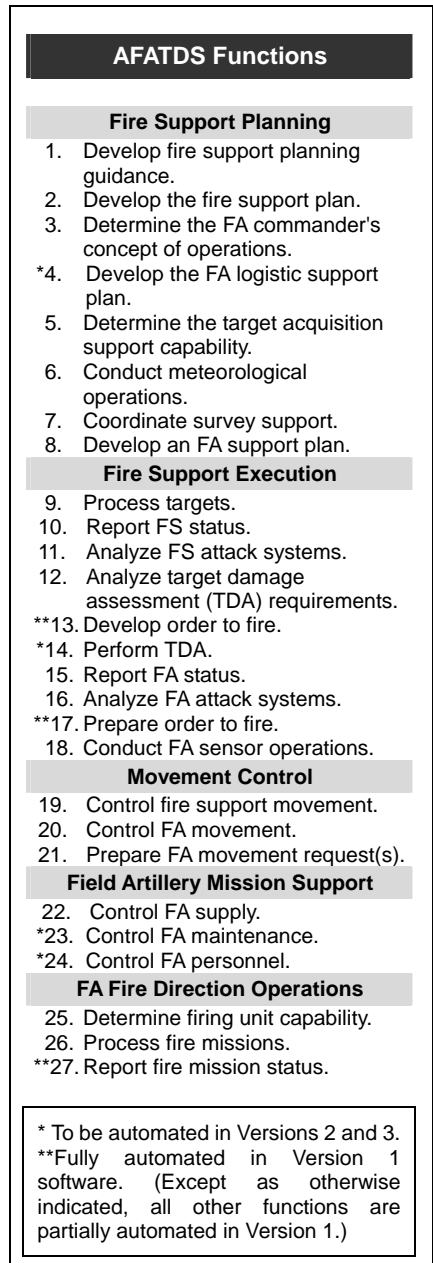 AFATDS Functions
Fire Support Planning
1. Develop fire support planning
guidance.
2. Develop the fire support plan.
3. Determine the FA commander's
concept of operations.
*4. Develop the FA logistic support
plan.
5. Determine the target acquisition
support capability.
6. Conduct meteorological
operations.
7. Coordinate survey support.
8. Develop an FA support plan.
Fire Support Execution
9. Process targets.
10. Report FS status.
11. Analyze FS attack systems.
12. Analyze target damage
assessment (TDA) requirements.
**13. Develop order to fire.
*14. Perform TDA.
15. Report FA status.
16. Analyze FA attack systems.
**17. Prepare order to fire.
18. Conduct FA sensor operations.
Movement Control
19. Control fire support movement.
20. Control FA movement.
21. Prepare FA movement request(s).
Field Artillery Mission Support
22. Control FA supply.
*23. Control FA maintenance.
*24. Control FA personnel.
FA Fire Direction Operations
25. Determine firing unit capability.
26. Process fire missions.
**27. Report fire mission status.
* To be automated in Versions 2 and 3.
**Fully automated in Version 1
software. (Except as otherwise
indicated, all other functions are
partially automated in Version 1.)